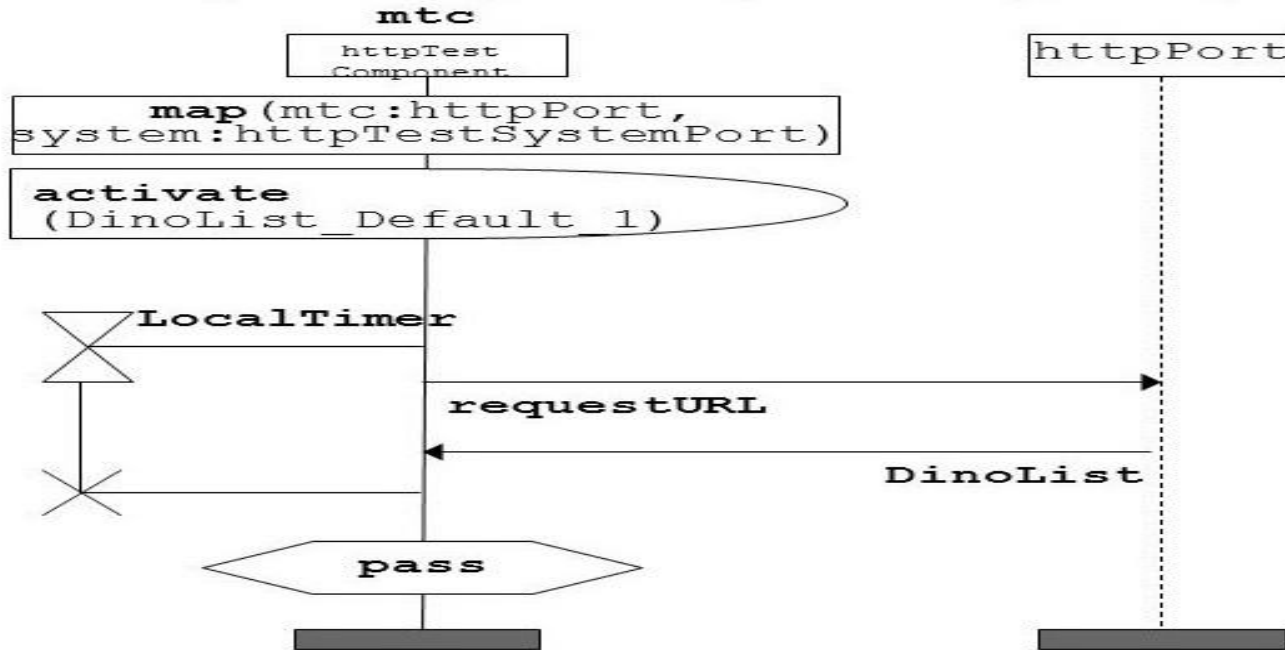 mtc
httpTest
Component
httpPort
map(mtc:httpPort,
system:httpTestSystemPort)
activate
(DinoList_Default_1)
LocalTimer
requestURL
DinoList
pass